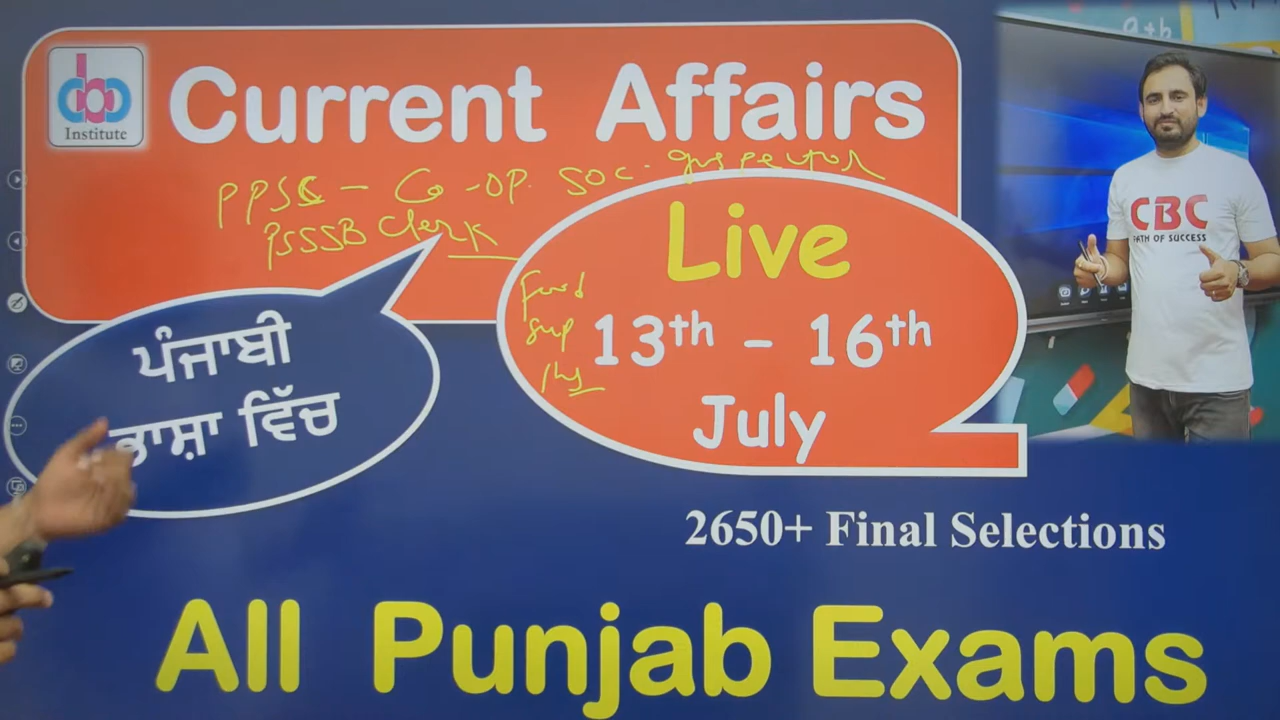 Institute
Current Affairs
PPSC - Co-OP. Soc. Inspector
PSSSB Clerk
Live
13th - 16th
July
food
sup
ਪੰਜਾਬੀ
ਭਾਸ਼ਾ ਵਿੱਚ
9th
CBC
PATH OF SUCCESS
2650+ Final Selections
All Punjab Exams